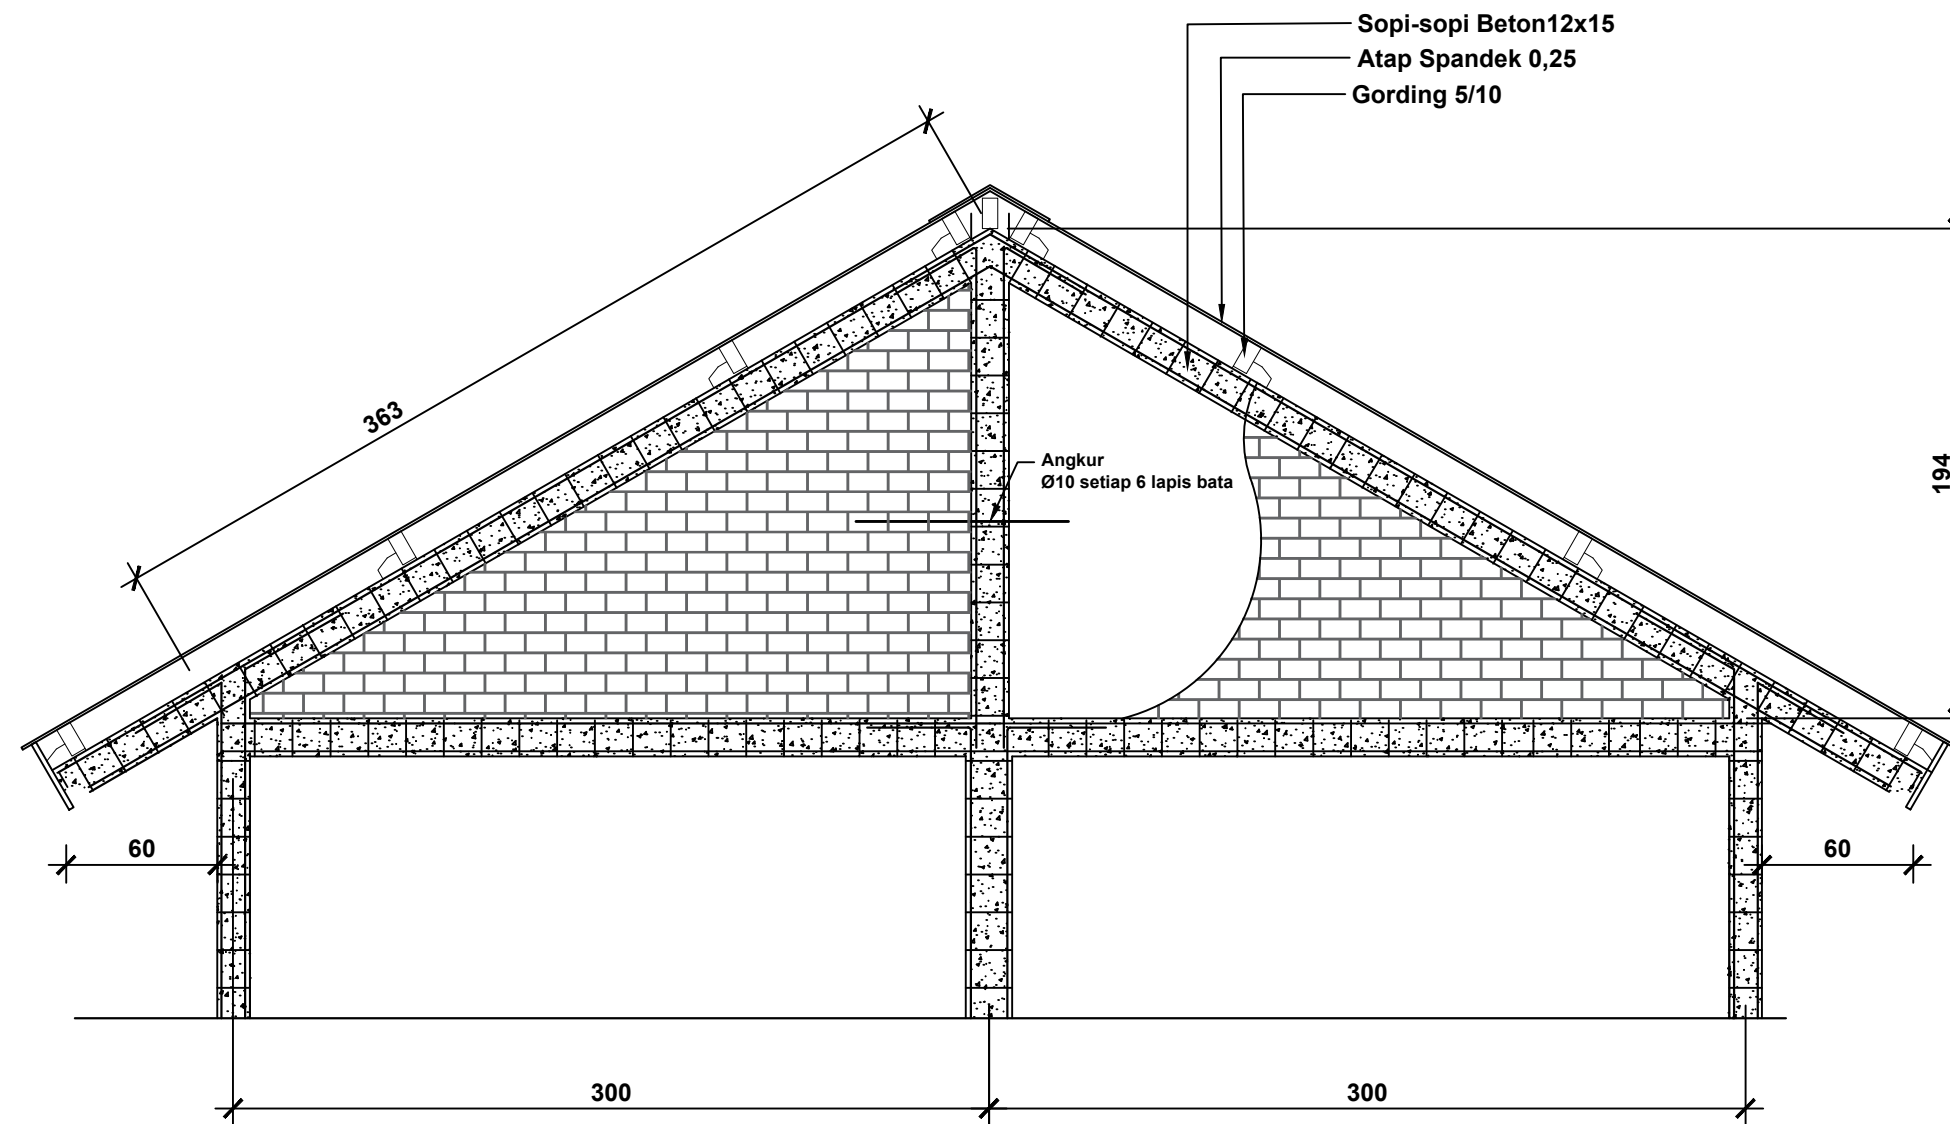 Sopi-sopi Beton12x15
Atap Spandek 0,25
Gording 5/10
363
Angkur
Ø10 setiap 6 lapis bata
194
60
60
300
300